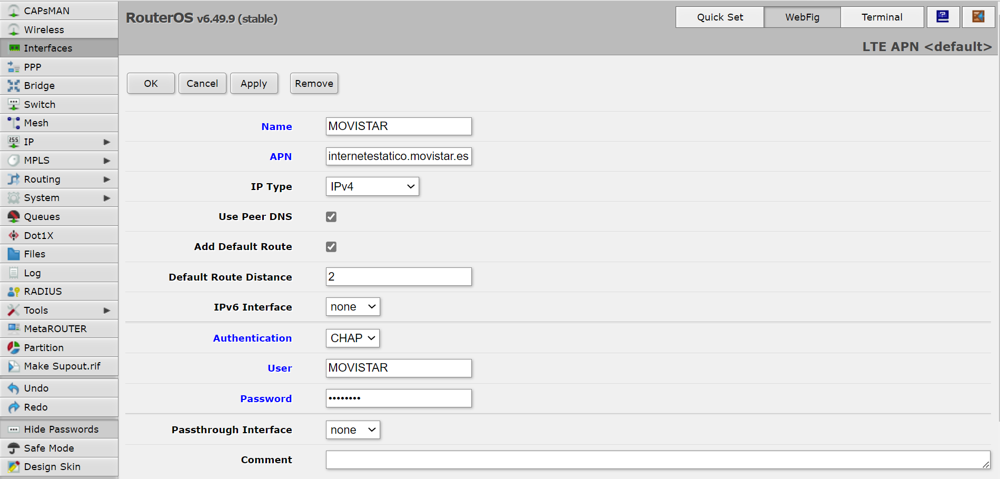 CAPsMAN
Wireless
Interfaces
PPP
Bridge
Switch
Mesh
IP
MPLS
Routing
System
Queues
Dot1X
Files
Log
RADIUS
Tools
MetaROUTER
Partition
Make Supout.rif
Undo
Redo
Hide Passwords
Safe Mode
Design Skin
RouterOS v6.49.9 (stable)
Quick Set WebFig Terminal
LTE APN <default>
OK Cancel Apply Remove
Name MOVISTAR
APN internetestatico.movistar.es
IP Type IPv4
Use Peer DNS
Add Default Route
Default Route Distance 2
IPv6 Interface none
Authentication CHAP
User MOVISTAR
Password ••••••••
Passthrough Interface none
Comment